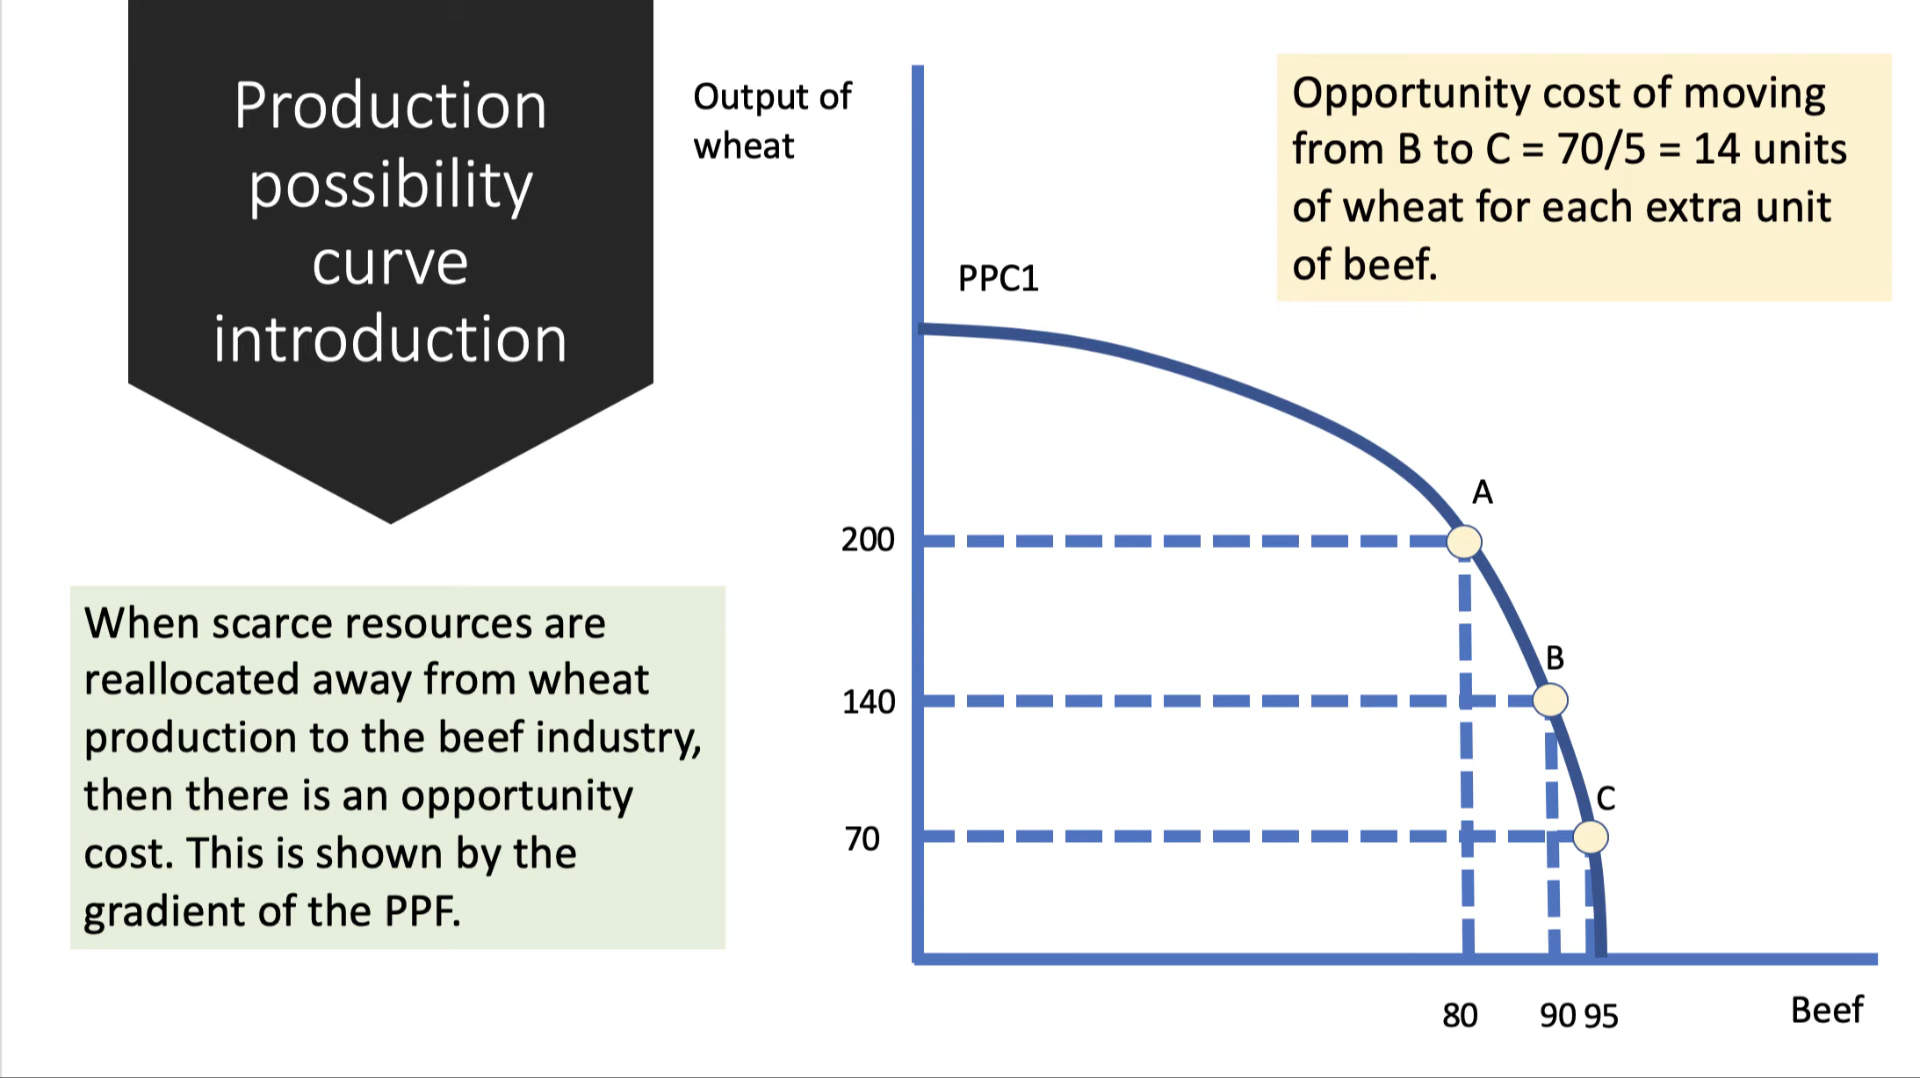 Production
possibility
curve
introduction
Output of
wheat
Opportunity cost of moving
from B to C = 70/5 = 14 units
of wheat for each extra unit
of beef.
PPC1
A
200
B
140
C
70
80
90
95
Beef
When scarce resources are
reallocated away from wheat
production to the beef industry,
then there is an opportunity
cost. This is shown by the
gradient of the PPF.